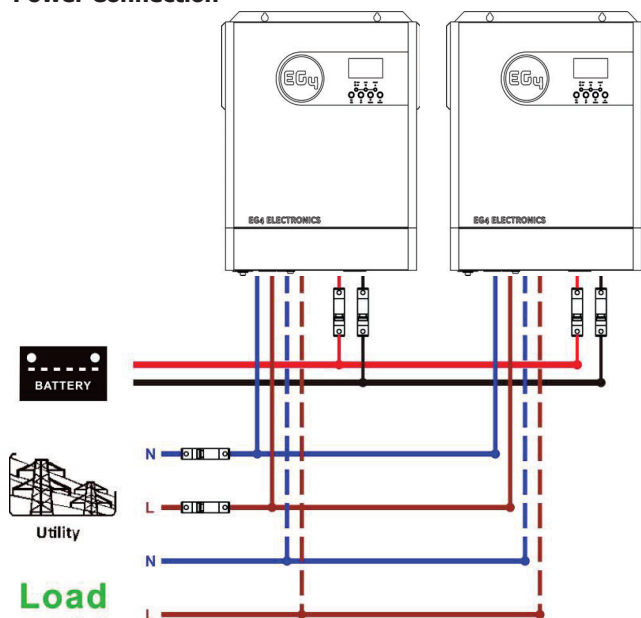 Power Connection
EG4
EG4
EG4 ELECTRONICS
EG4 ELECTRONICS
BATTERY
N
L
Utility
N
Load
L